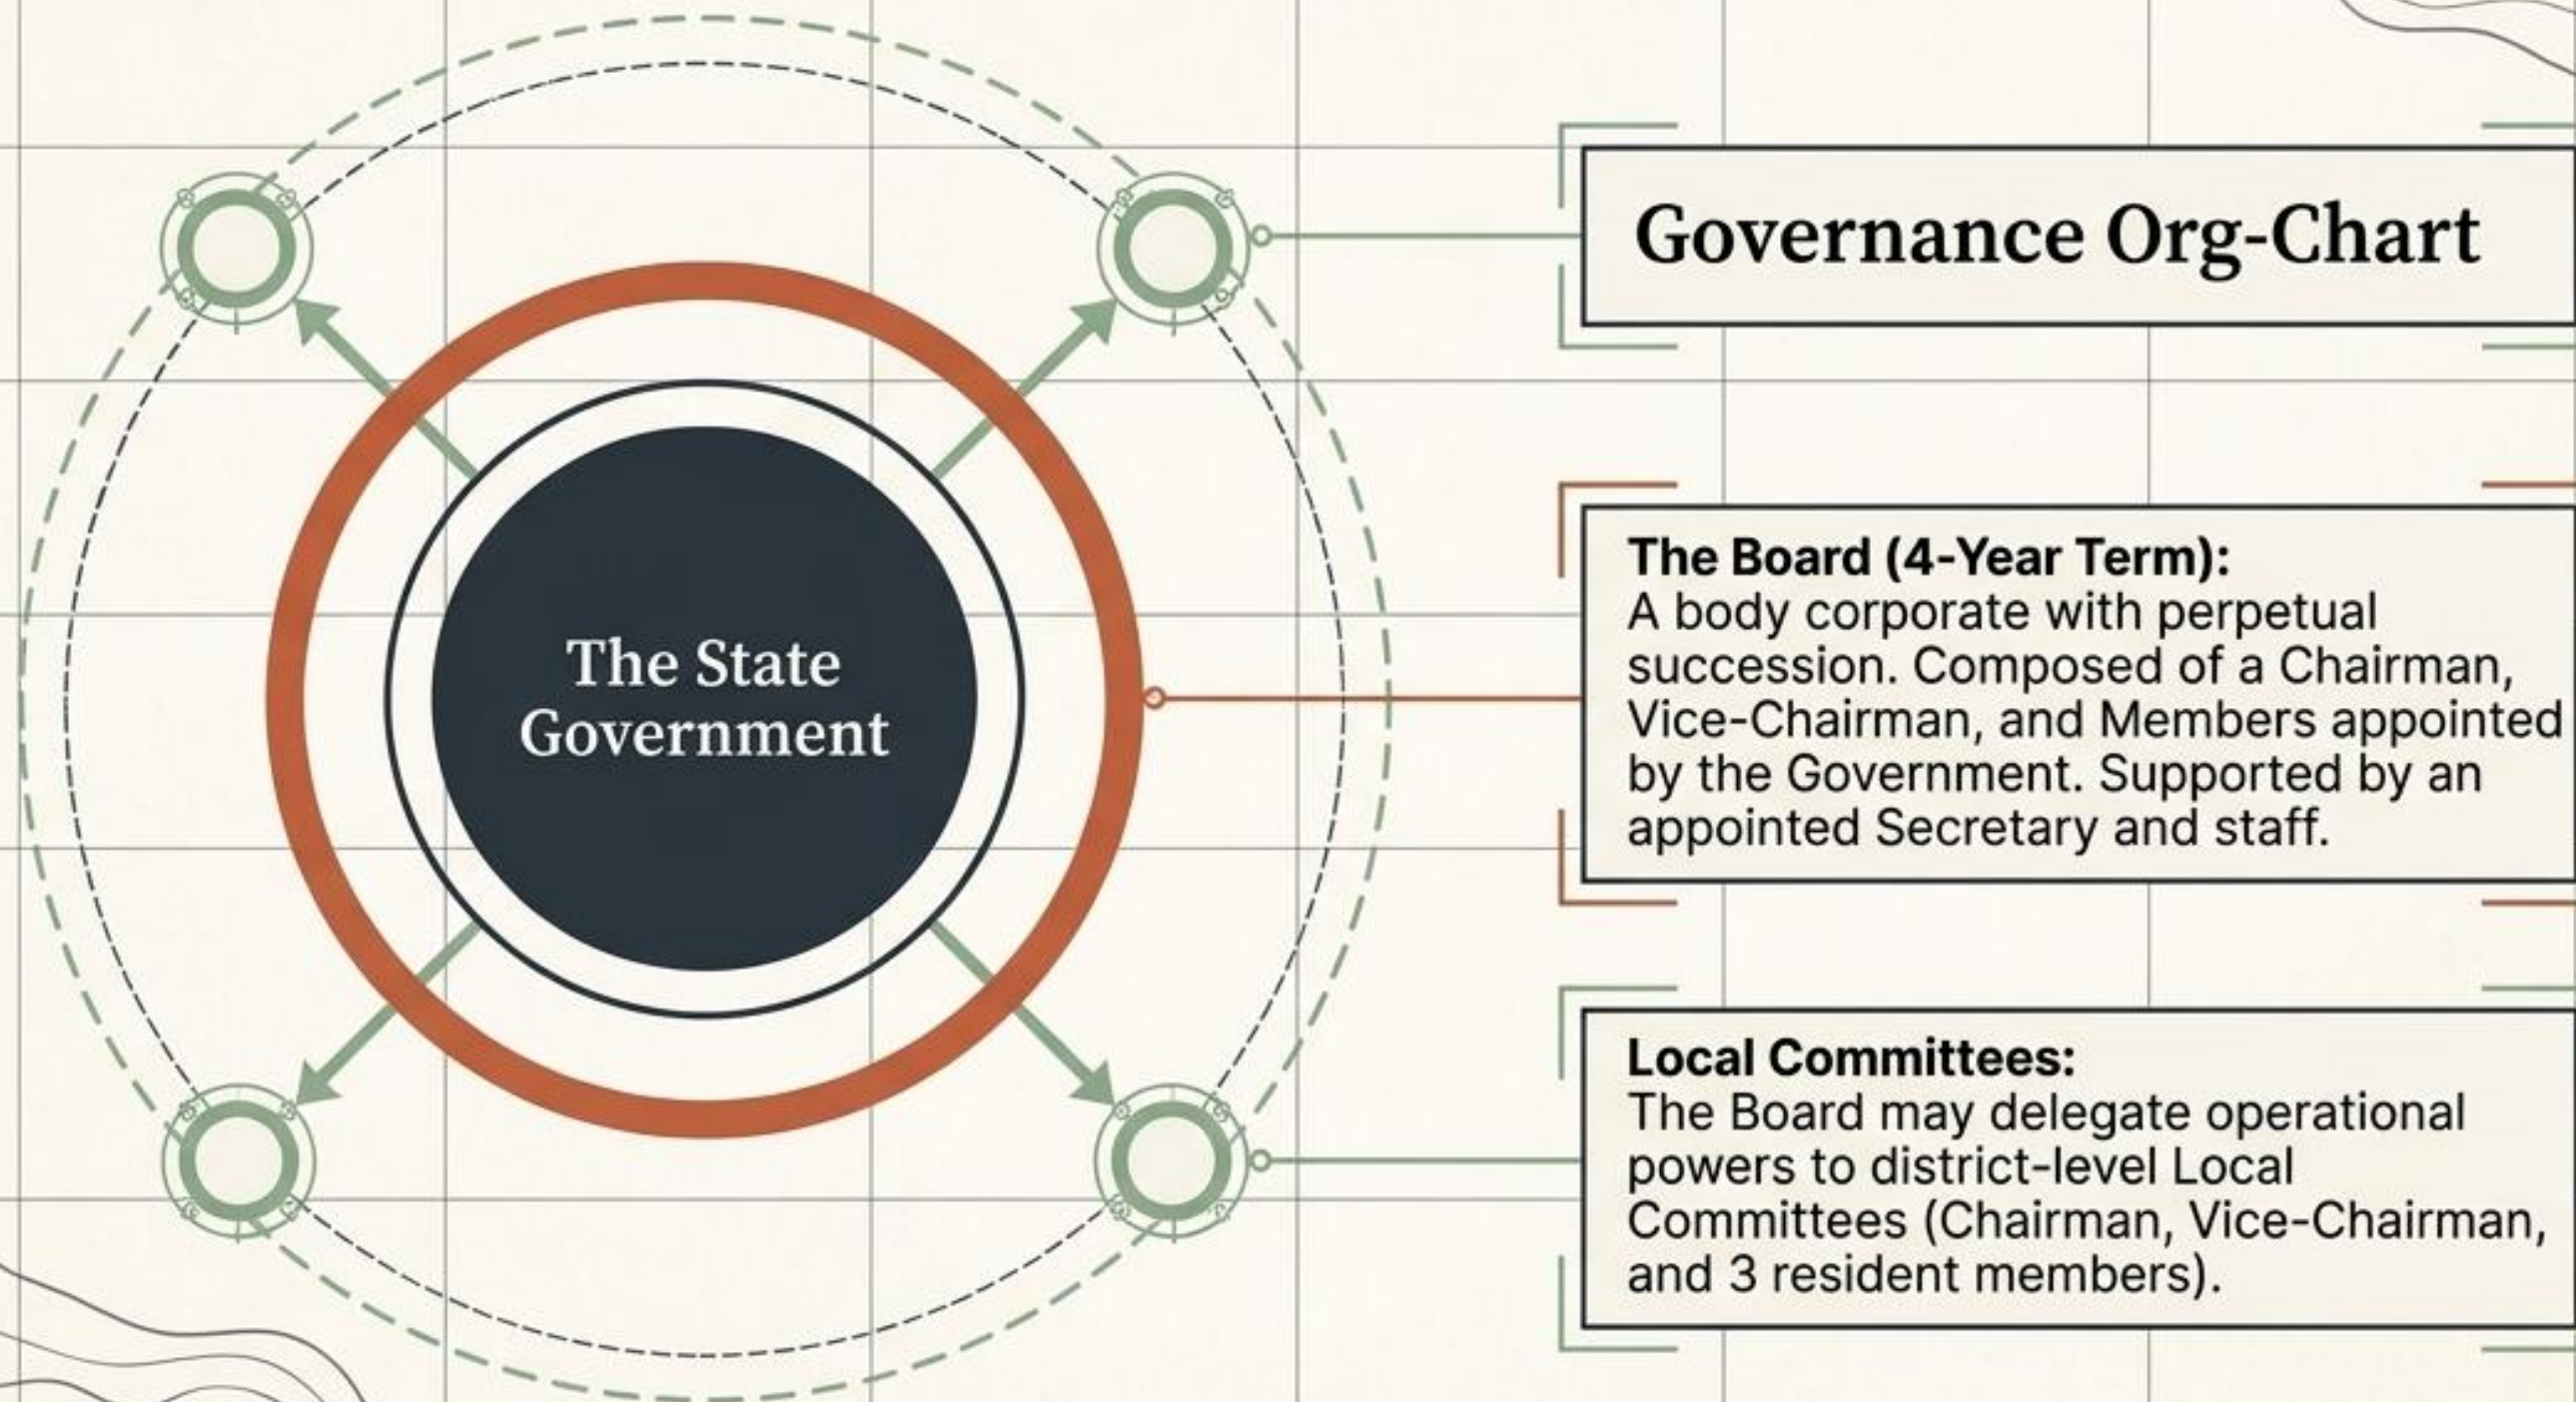 The State
Government
Governance Org-Chart
The Board (4-Year Term):
A body corporate with perpetual
succession. Composed of a Chairman,
Vice-Chairman, and Members appointed
by the Government. Supported by an
appointed Secretary and staff.
Local Committees:
The Board may delegate operational
powers to district-level Local
Committees (Chairman, Vice-Chairman,
and 3 resident members).